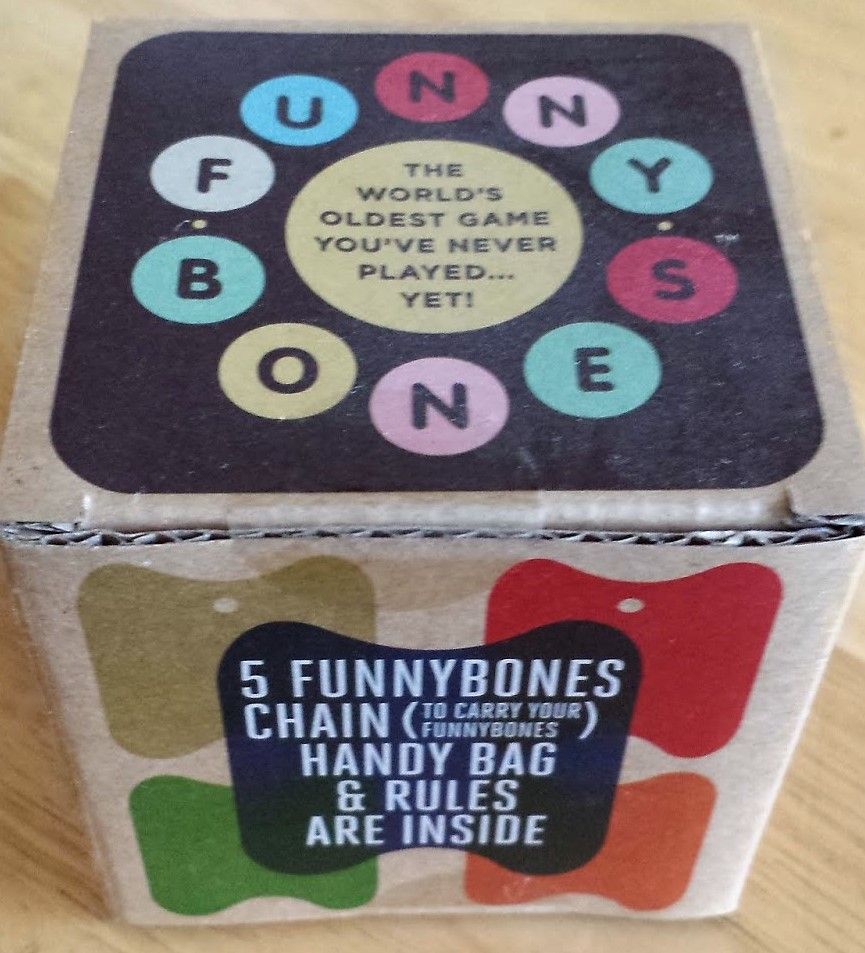 FUNNY
BONES
™
THE
WORLD'S
OLDEST GAME
YOU'VE NEVER
PLAYED...
YET!
5 FUNNYBONES
CHAIN (TO CARRY YOUR FUNNYBONES)
HANDY BAG
& RULES
ARE INSIDE